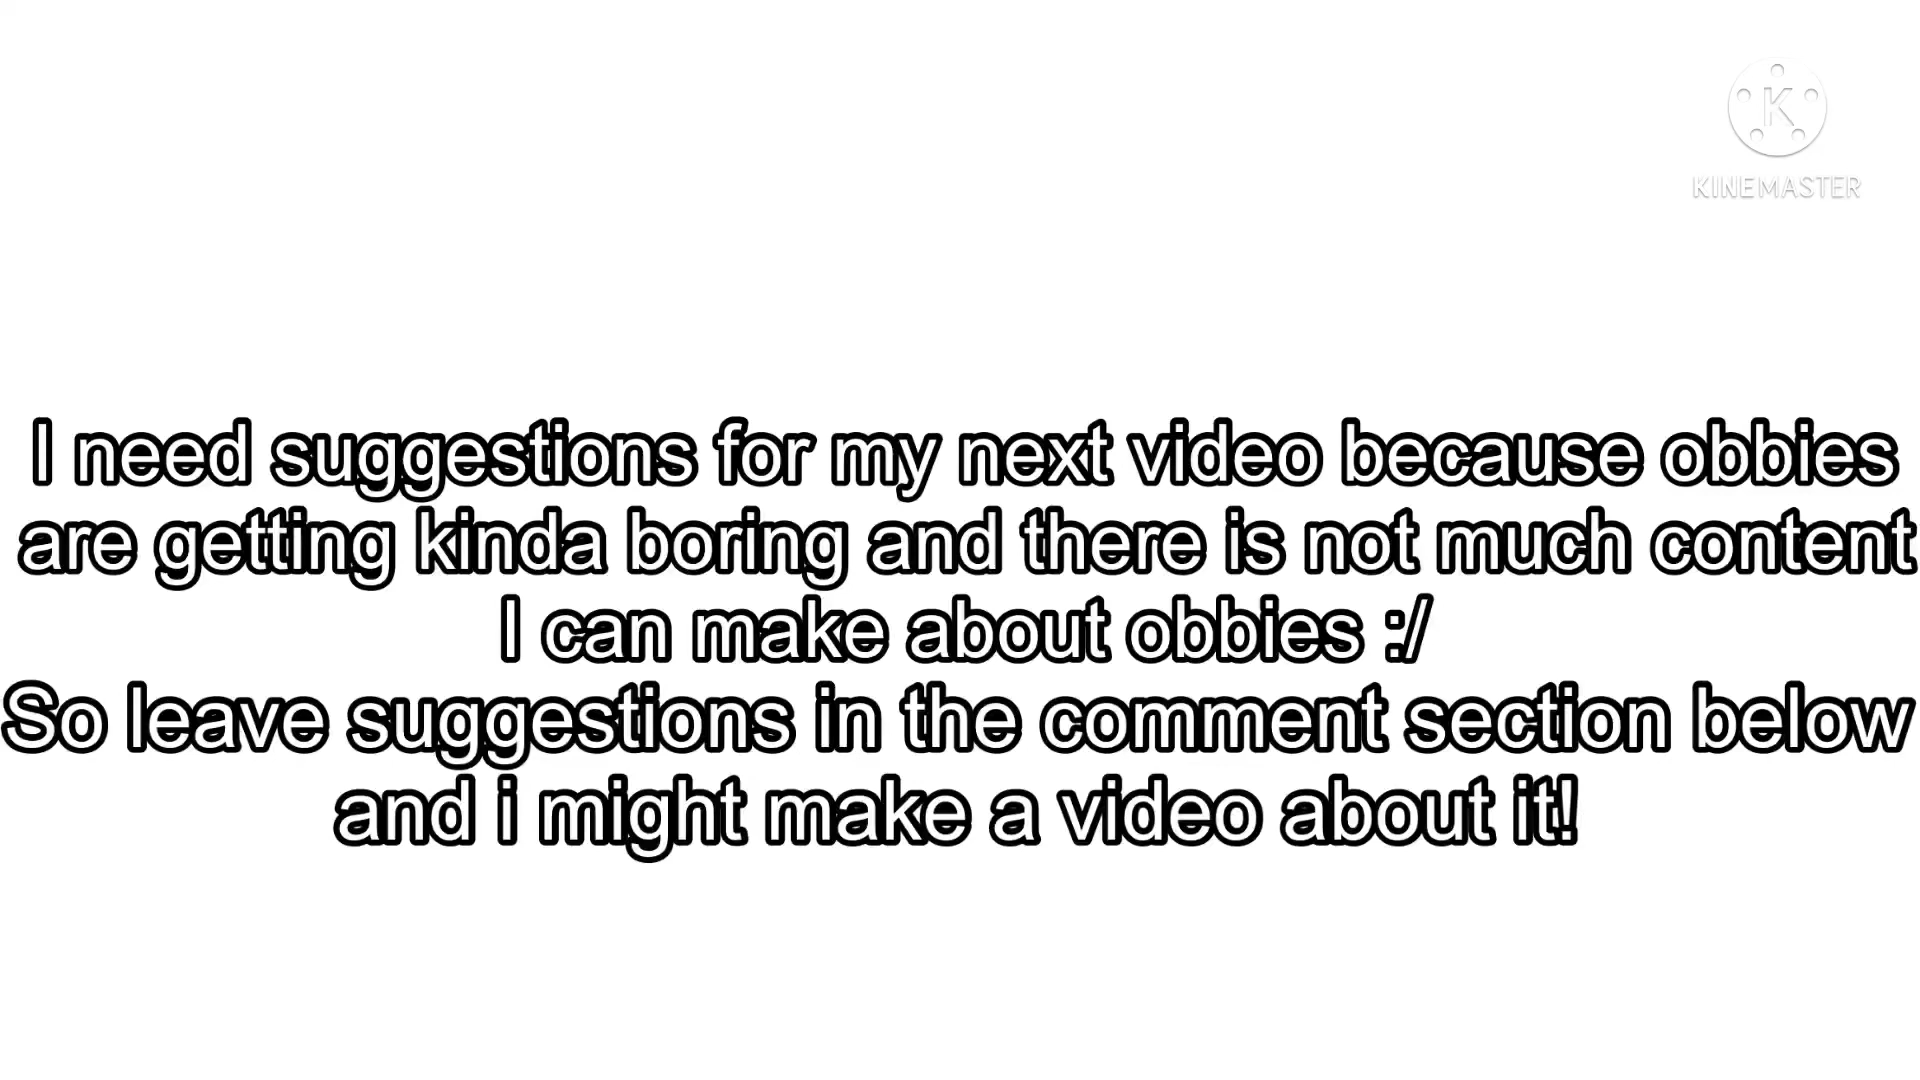 K
KINEMASTER
I need suggestions for my next video because obbies
are getting kinda boring and there is not much content
I can make about obbies :/
So leave suggestions in the comment section below
and i might make a video about it!